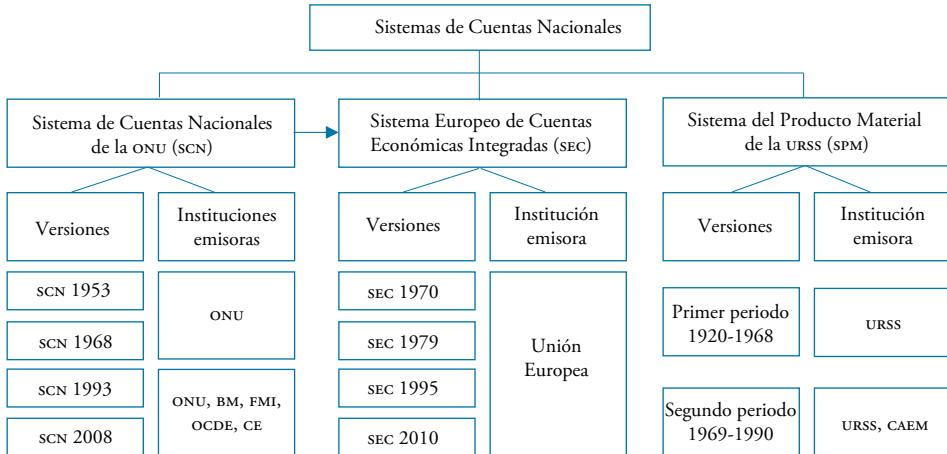 Sistemas de Cuentas Nacionales
Sistema de Cuentas Nacionales
de la ONU (SCN)
Sistema Europeo de Cuentas
Económicas Integradas (SEC)
Sistema del Producto Material
de la URSS (SPM)
Versiones
Instituciones
emisoras
Versiones
Institución
emisora
Versiones
Institución
emisora
SCN 1953
SCN 1968
SCN 1993
SCN 2008
ONU
ONU, BM, FMI,
OCDE, CE
SEC 1970
SEC 1979
SEC 1995
SEC 2010
Unión
Europea
Primer periodo
1920-1968
URSS
Segundo periodo
1969-1990
URSS, CAEM